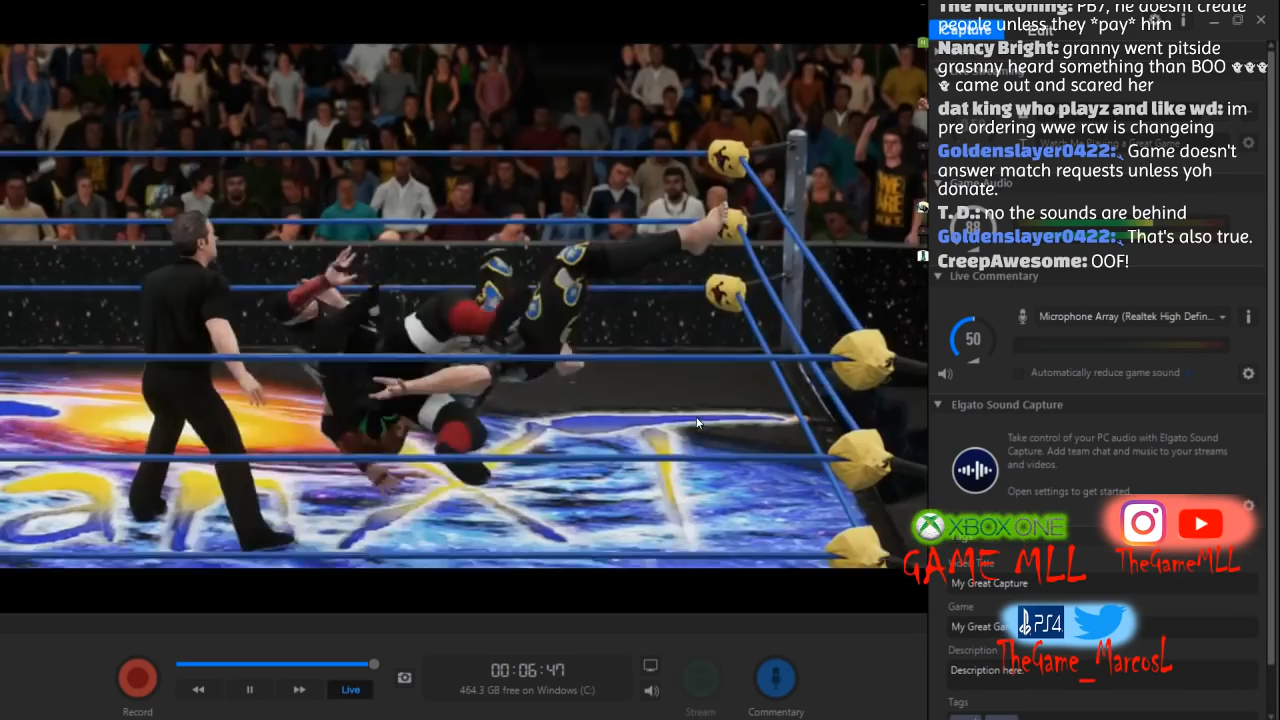 The Nickoning: PB7, he doesnt create
people unless they *pay* him
Capture
Edit
Nancy Bright: granny went pitside
grasnny heard something than BOO
came out and scared her
dat king who playz and like wd: im
pre ordering wwe rcw is changeing
Goldenslayer0422: Game doesn't
answer match requests unless yoh
donate.
Game Audio
T. D.: no the sounds are behind
88
Goldenslayer0422: That's also true.
CreepAwesome: OOF!
Live Commentary
50
Microphone Array (Realtek High Defin...
Automatically reduce game sound
Elgato Sound Capture
Take control of your PC audio with Elgato Sound
Capture. Add team chat and music to your streams
and videos.
Open settings to get started.
XBOX ONE
GAME MLL
TheGameMLL
My Great Capture
Game
My Great Ga
PS4
Description
Description here.
TheGame_MarcosL
Tags
an XI
Live
00:06:47
464.3 GB free on Windows (C:)
Record
Stream
Commentary